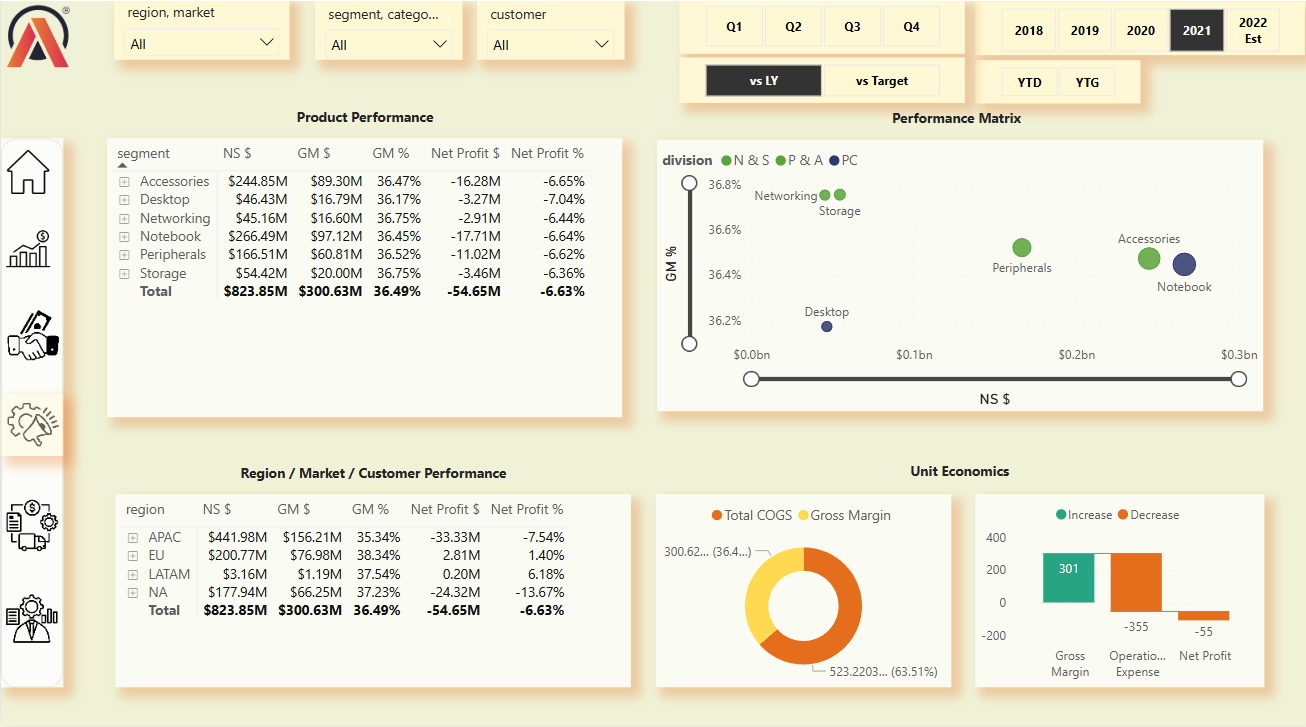 region, market
All
segment, catego...
All
customer
All
Q1 Q2 Q3 Q4
vs LY vs Target
2018 2019 2020 2021 2022 Est
YTD YTG
Product Performance
segment NS $ GM $ GM % Net Profit $ Net Profit %
Accessories $244.85M $89.30M 36.47% -16.28M -6.65%
Desktop $46.43M $16.79M 36.17% -3.27M -7.04%
Networking $45.16M $16.60M 36.75% -2.91M -6.44%
Notebook $266.49M $97.12M 36.45% -17.71M -6.64%
Peripherals $166.51M $60.81M 36.52% -11.02M -6.62%
Storage $54.42M $20.00M 36.75% -3.46M -6.36%
Total $823.85M $300.63M 36.49% -54.65M -6.63%
Performance Matrix
division N & S P & A PC
GM %
36.8%
36.6%
36.4%
36.2%
Networking
Storage
Peripherals
Accessories
Notebook
Desktop
$0.0bn $0.1bn $0.2bn $0.3bn
NS $
Region / Market / Customer Performance
region NS $ GM $ GM % Net Profit $ Net Profit %
APAC $441.98M $156.21M 35.34% -33.33M -7.54%
EU $200.77M $76.98M 38.34% 2.81M 1.40%
LATAM $3.16M $1.19M 37.54% 0.20M 6.18%
NA $177.94M $66.25M 37.23% -24.32M -13.67%
Total $823.85M $300.63M 36.49% -54.65M -6.63%
Unit Economics
Total COGS Gross Margin
300.62... (36.4...)
523.2203... (63.51%)
Increase Decrease
400
200
0
-200
301
-355
-55
Gross Margin
Operatio... Expense
Net Profit